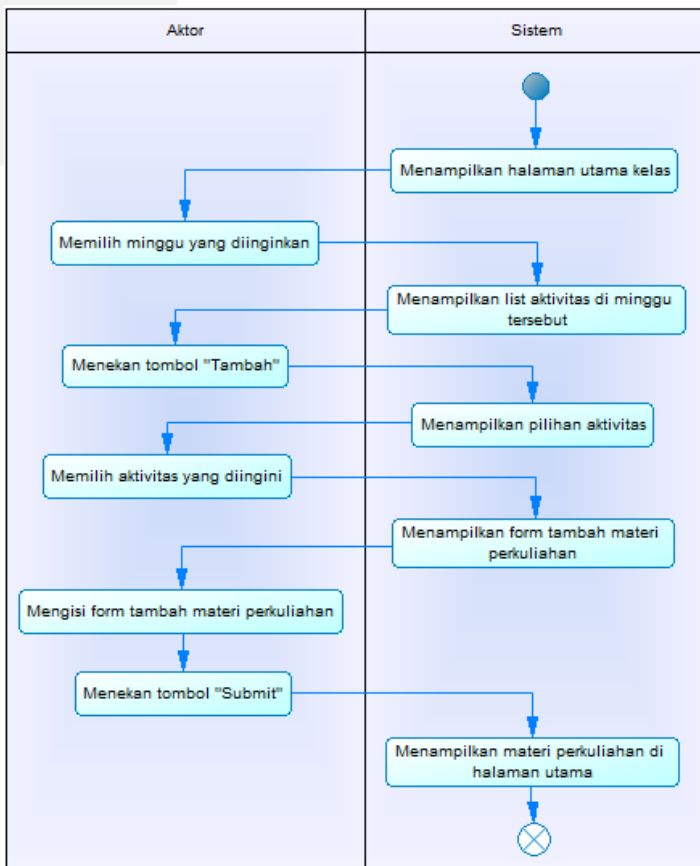 Aktor
Sistem
Menampilkan halaman utama kelas
Memilih minggu yang diinginkan
Menampilkan list aktivitas di minggu
tersebut
Menekan tombol "Tambah"
Menampilkan pilihan aktivitas
Memilih aktivitas yang diingini
Menampilkan form tambah materi
perkuliahan
Mengisi form tambah materi perkuliahan
Menekan tombol "Submit"
Menampilkan materi perkuliahan di
halaman utama